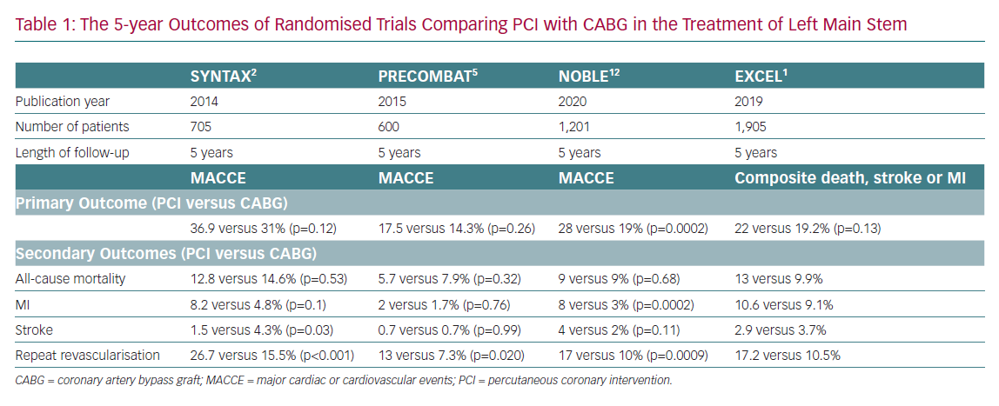 Table 1: The 5-year Outcomes of Randomised Trials Comparing PCI with CABG in the Treatment of Left Main Stem
SYNTAX² PRECOMBAT⁵ NOBLE¹² EXCEL¹
Publication year 2014 2015 2020 2019
Number of patients 705 600 1,201 1,905
Length of follow-up 5 years 5 years 5 years 5 years
MACCE MACCE MACCE Composite death, stroke or MI
Primary Outcome (PCI versus CABG)
36.9 versus 31% (p=0.12) 17.5 versus 14.3% (p=0.26) 28 versus 19% (p=0.0002) 22 versus 19.2% (p=0.13)
Secondary Outcomes (PCI versus CABG)
All-cause mortality 12.8 versus 14.6% (p=0.53) 5.7 versus 7.9% (p=0.32) 9 versus 9% (p=0.68) 13 versus 9.9%
MI 8.2 versus 4.8% (p=0.1) 2 versus 1.7% (p=0.76) 8 versus 3% (p=0.0002) 10.6 versus 9.1%
Stroke 1.5 versus 4.3% (p=0.03) 0.7 versus 0.7% (p=0.99) 4 versus 2% (p=0.11) 2.9 versus 3.7%
Repeat revascularisation 26.7 versus 15.5% (p<0.001) 13 versus 7.3% (p=0.020) 17 versus 10% (p=0.0009) 17.2 versus 10.5%
CABG = coronary artery bypass graft; MACCE = major cardiac or cardiovascular events; PCI = percutaneous coronary intervention.